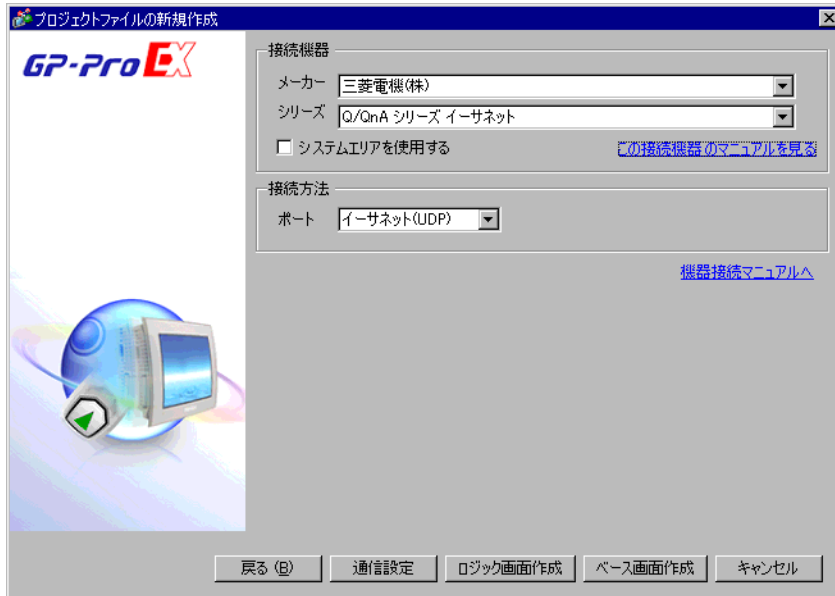 プロジェクトファイルの新規作成
GP-Pro EX
接続機器
メーカー 三菱電機(株)
シリーズ Q/QnA シリーズ イーサネット
システムエリアを使用する この接続機器のマニュアルを見る
接続方法
ポート イーサネット(UDP)
機器接続マニュアルへ
戻る (B) 通信設定 ロジック画面作成 ベース画面作成 キャンセル